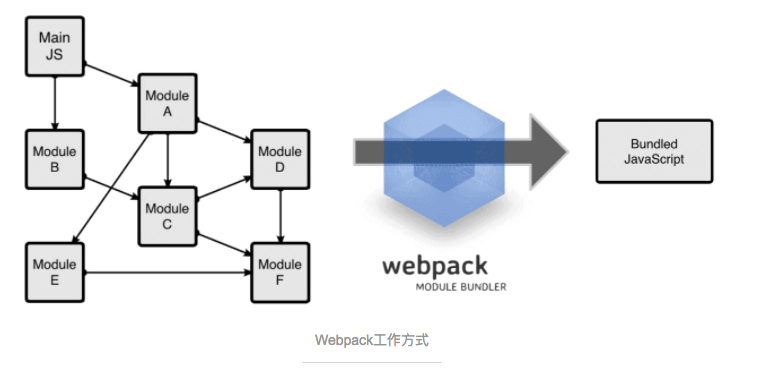 Main
JS
Module
A
Module
B
Module
D
Module
C
Module
E
Module
F
webpack
MODULE BUNDLER
Bundled
JavaScript
Webpack工作方式